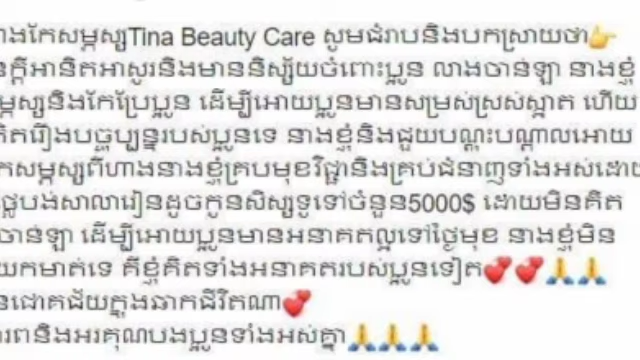 ាងកែសម្ផស្សTina Beauty Care សូមជំរាបនិងបកស្រាយថា👉
នក្ដីអានិតអាសូរនិងមាននិស្ស័យចំពោះប្អូន លាងចាន់ឡា នាងខ្ញុំ
ម្ផស្សនិងកែប្រែប្អូន ដើម្បីអោយប្អូនមានសម្រស់ស្រស់ស្អាត ហើយ
ិតរឿងបច្ចុប្បន្នរបស់ប្អូនទេ នាងខ្ញុំនិងជួយបណ្ដុះបណ្ដាលអោយ
កសម្ផស្សពីហាងនាងខ្ញុំគ្របមុខវិជ្ជានិងគ្រប់ជំនាញទាំងអស់ដោយ
ថ្លៃបង់សាលារៀនដូចកូនសិស្សទូទៅចំនួន5000$ ដោយមិនគិត
ចាន់ឡា ដើម្បីអោយប្អូនមានអនាគតល្អទៅថ្ងៃមុខ នាងខ្ញុំមិន
យកមាត់ទេ គឺខ្ញុំគិតទាំងអនាគតរបស់ប្អូនទៀត💕💕🙏🙏
នជោគជ័យក្នុងឆាកជីវិតណា💕
ារពនិងអរគុណបងប្អូនទាំងអស់គ្នា🙏🙏🙏